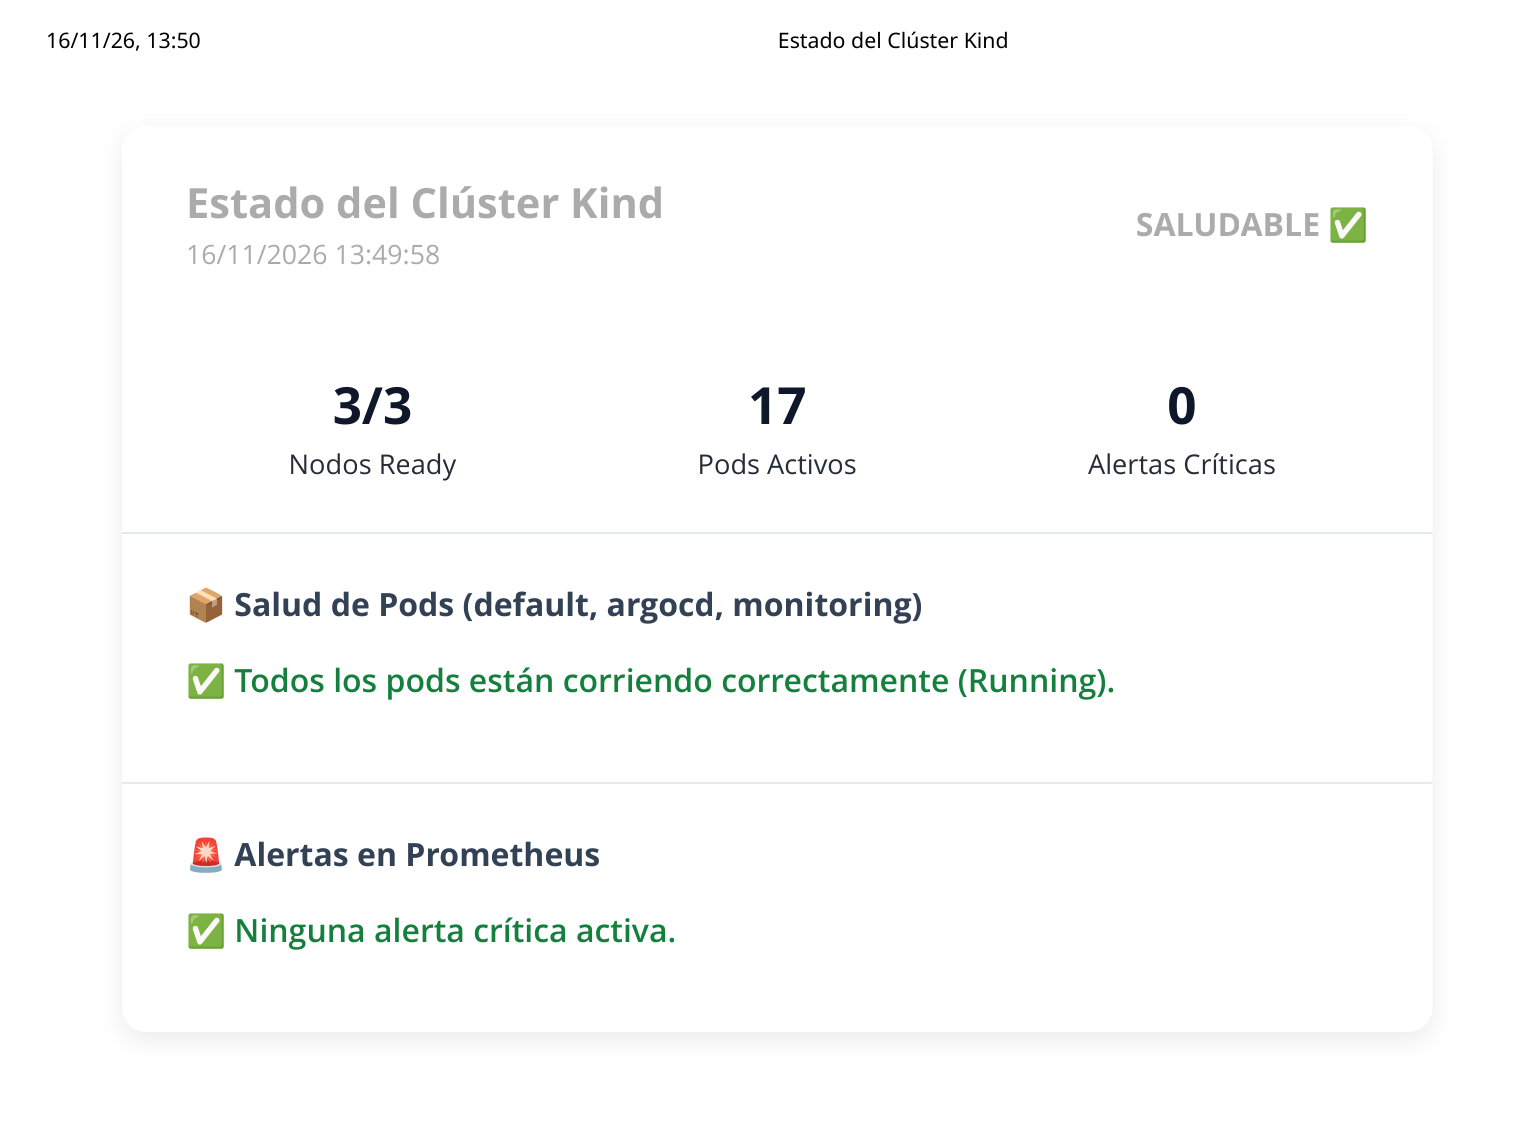 16/11/26, 13:50
Estado del Clúster Kind
Estado del Clúster Kind
16/11/2026 13:49:58
SALUDABLE ✅
3/3
Nodos Ready
17
Pods Activos
0
Alertas Críticas
📦 Salud de Pods (default, argocd, monitoring)
✅ Todos los pods están corriendo correctamente (Running).
🚨 Alertas en Prometheus
✅ Ninguna alerta crítica activa.